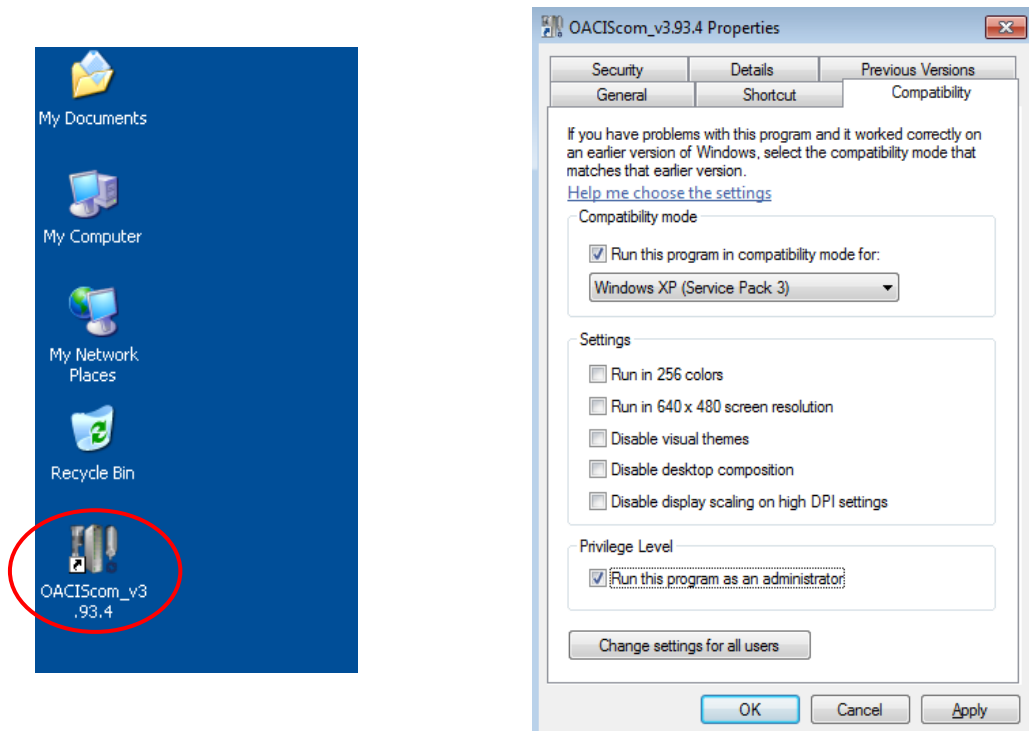 My Documents
My Computer
My Network
Places
Recycle Bin
OACIScom_v3
.93.4
OACIScom_v3.93.4 Properties
Security
Details
Previous Versions
General
Shortcut
Compatibility
If you have problems with this program and it worked correctly on
an earlier version of Windows, select the compatibility mode that
matches that earlier version.
Help me choose the settings
Compatibility mode
Run this program in compatibility mode for:
Windows XP (Service Pack 3)
Settings
Run in 256 colors
Run in 640 x 480 screen resolution
Disable visual themes
Disable desktop composition
Disable display scaling on high DPI settings
Privilege Level
Run this program as an administrator
Change settings for all users
OK
Cancel
Apply